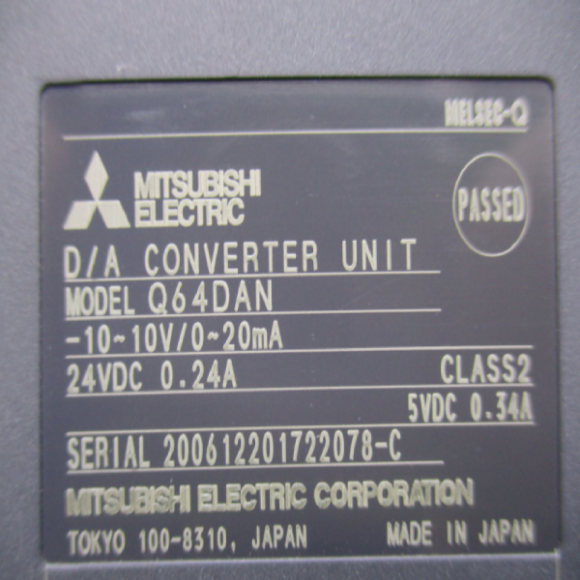 MELSEC-Q
MITSUBISHI
ELECTRIC
PASSED
D/A CONVERTER UNIT
MODEL Q64DAN
-10~10V/0~20mA
24VDC 0.24A CLASS2
5VDC 0.34A
SERIAL 200612201722078-C
MITSUBISHI ELECTRIC CORPORATION
TOKYO 100-8310, JAPAN MADE IN JAPAN